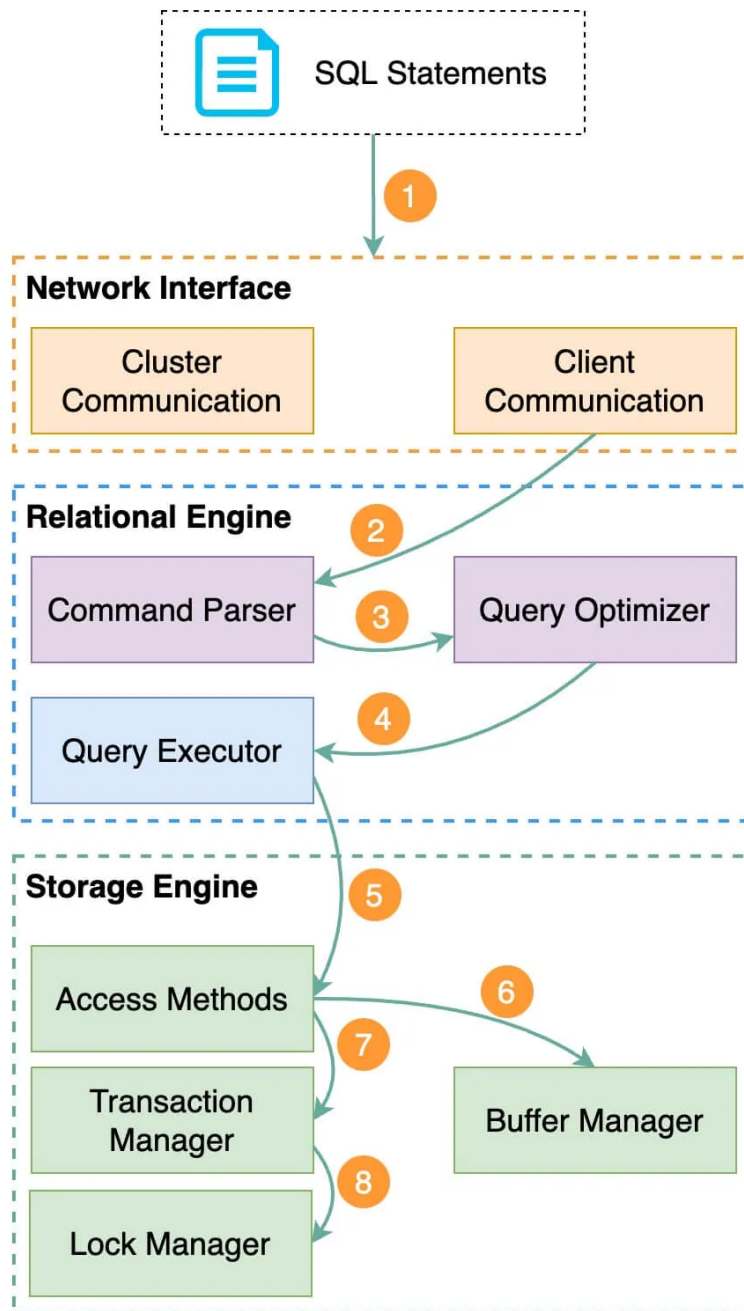 SQL Statements
1
Network Interface
Cluster
Communication
Client
Communication
Relational Engine
2
Command Parser
3
Query Optimizer
4
Query Executor
Storage Engine
5
Access Methods
6
7
Transaction
Manager
Buffer Manager
8
Lock Manager